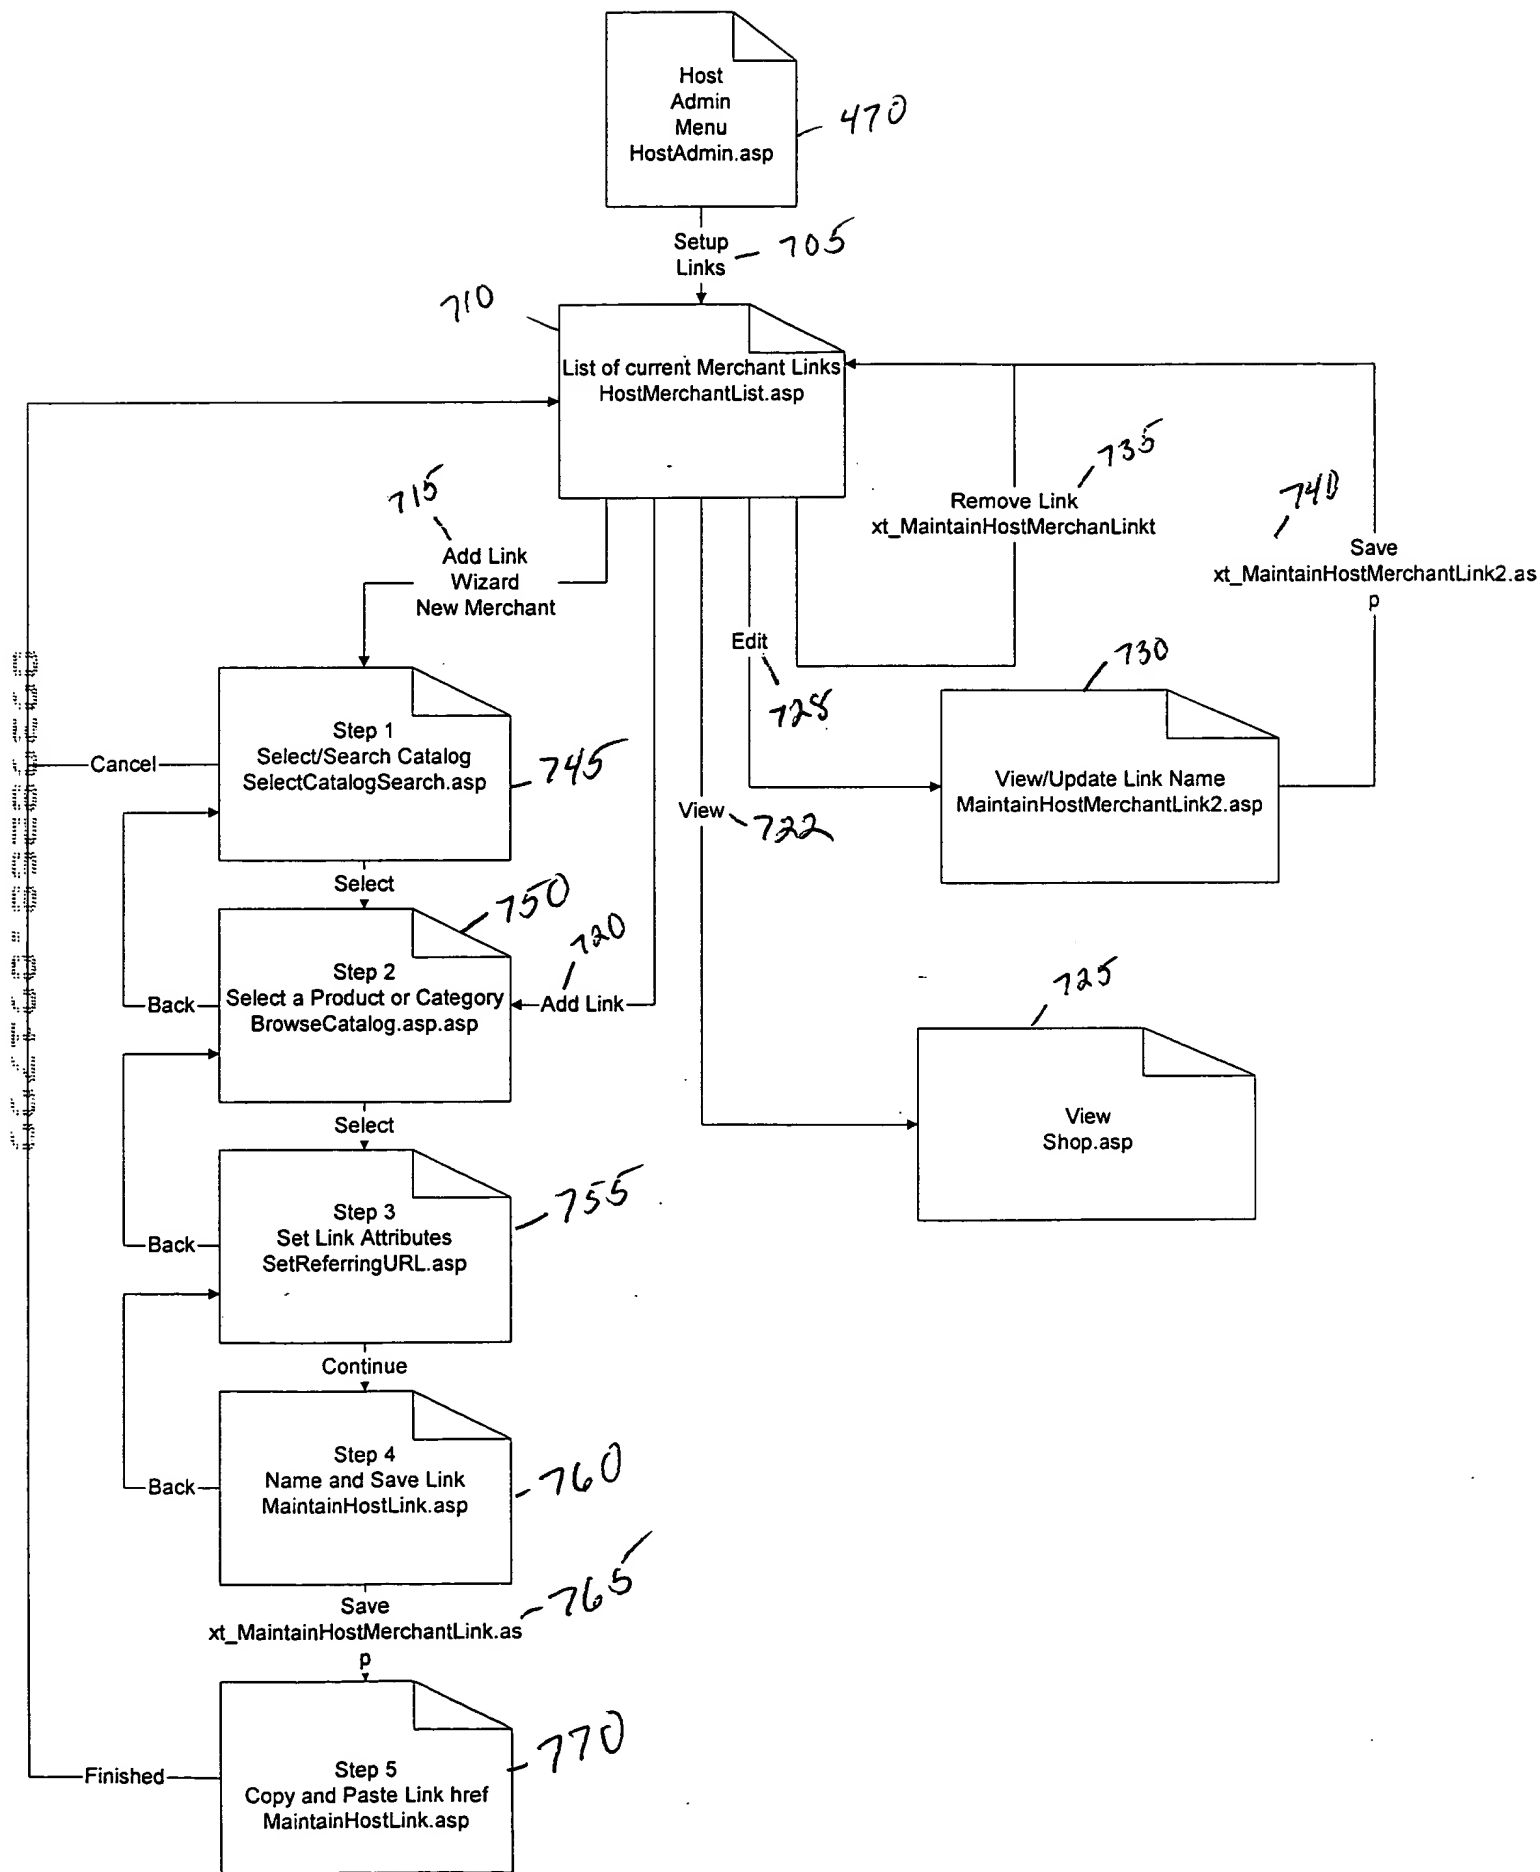 Host
Admin
Menu
HostAdmin.asp
470
Setup
Links
705
710
List of current Merchant Links
HostMerchantList.asp
715
Add Link
Wizard
New Merchant
735
Remove Link
xt_MaintainHostMerchanLinkt
740
Save
xt_MaintainHostMerchantLink2.as
p
Edit
728
730
View/Update Link Name
MaintainHostMerchantLink2.asp
Step 1
Select/Search Catalog
SelectCatalogSearch.asp
745
Cancel
View
722
Select
750
720
Step 2
Select a Product or Category
BrowseCatalog.asp.asp
Back
Add Link
725
View
Shop.asp
Select
Step 3
Set Link Attributes
SetReferringURL.asp
755
Back
Continue
Step 4
Name and Save Link
MaintainHostLink.asp
760
Back
Save
xt_MaintainHostMerchantLink.as
p
765
Step 5
Copy and Paste Link href
MaintainHostLink.asp
770
Finished